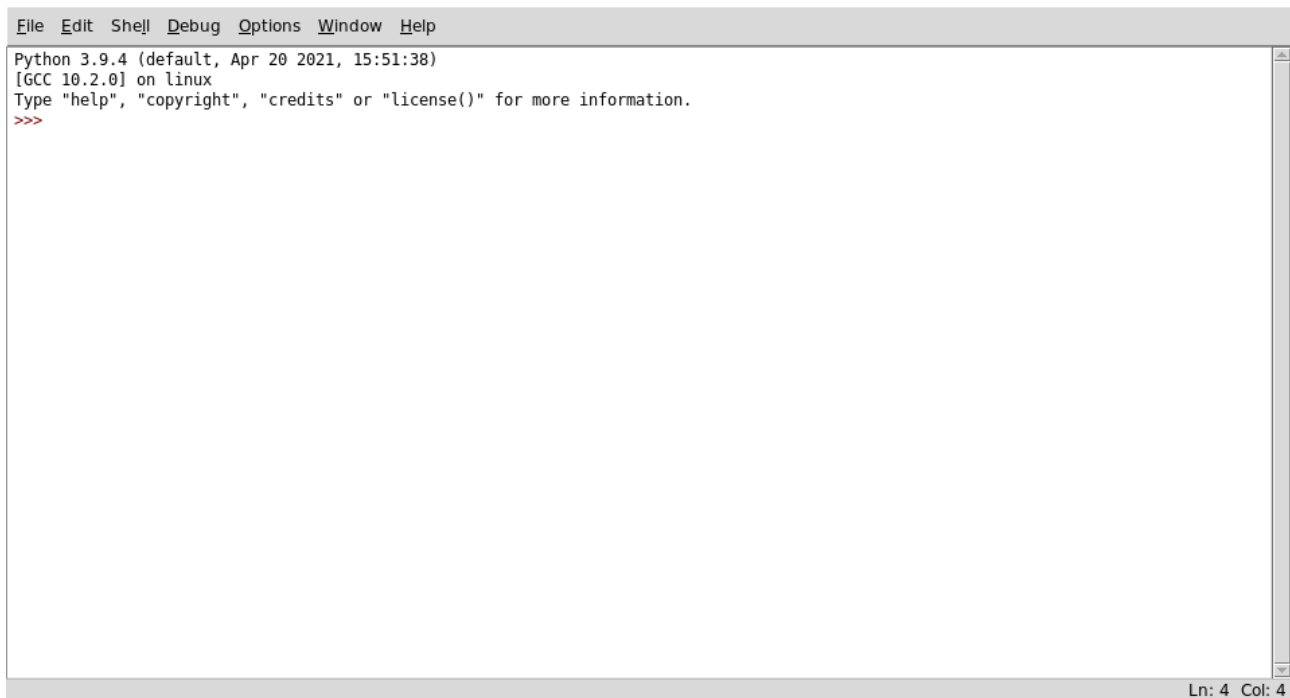 File Edit Shell Debug Options Window Help
Python 3.9.4 (default, Apr 20 2021, 15:51:38)
[GCC 10.2.0] on linux
Type "help", "copyright", "credits" or "license()" for more information.
>>>
Ln: 4 Col: 4